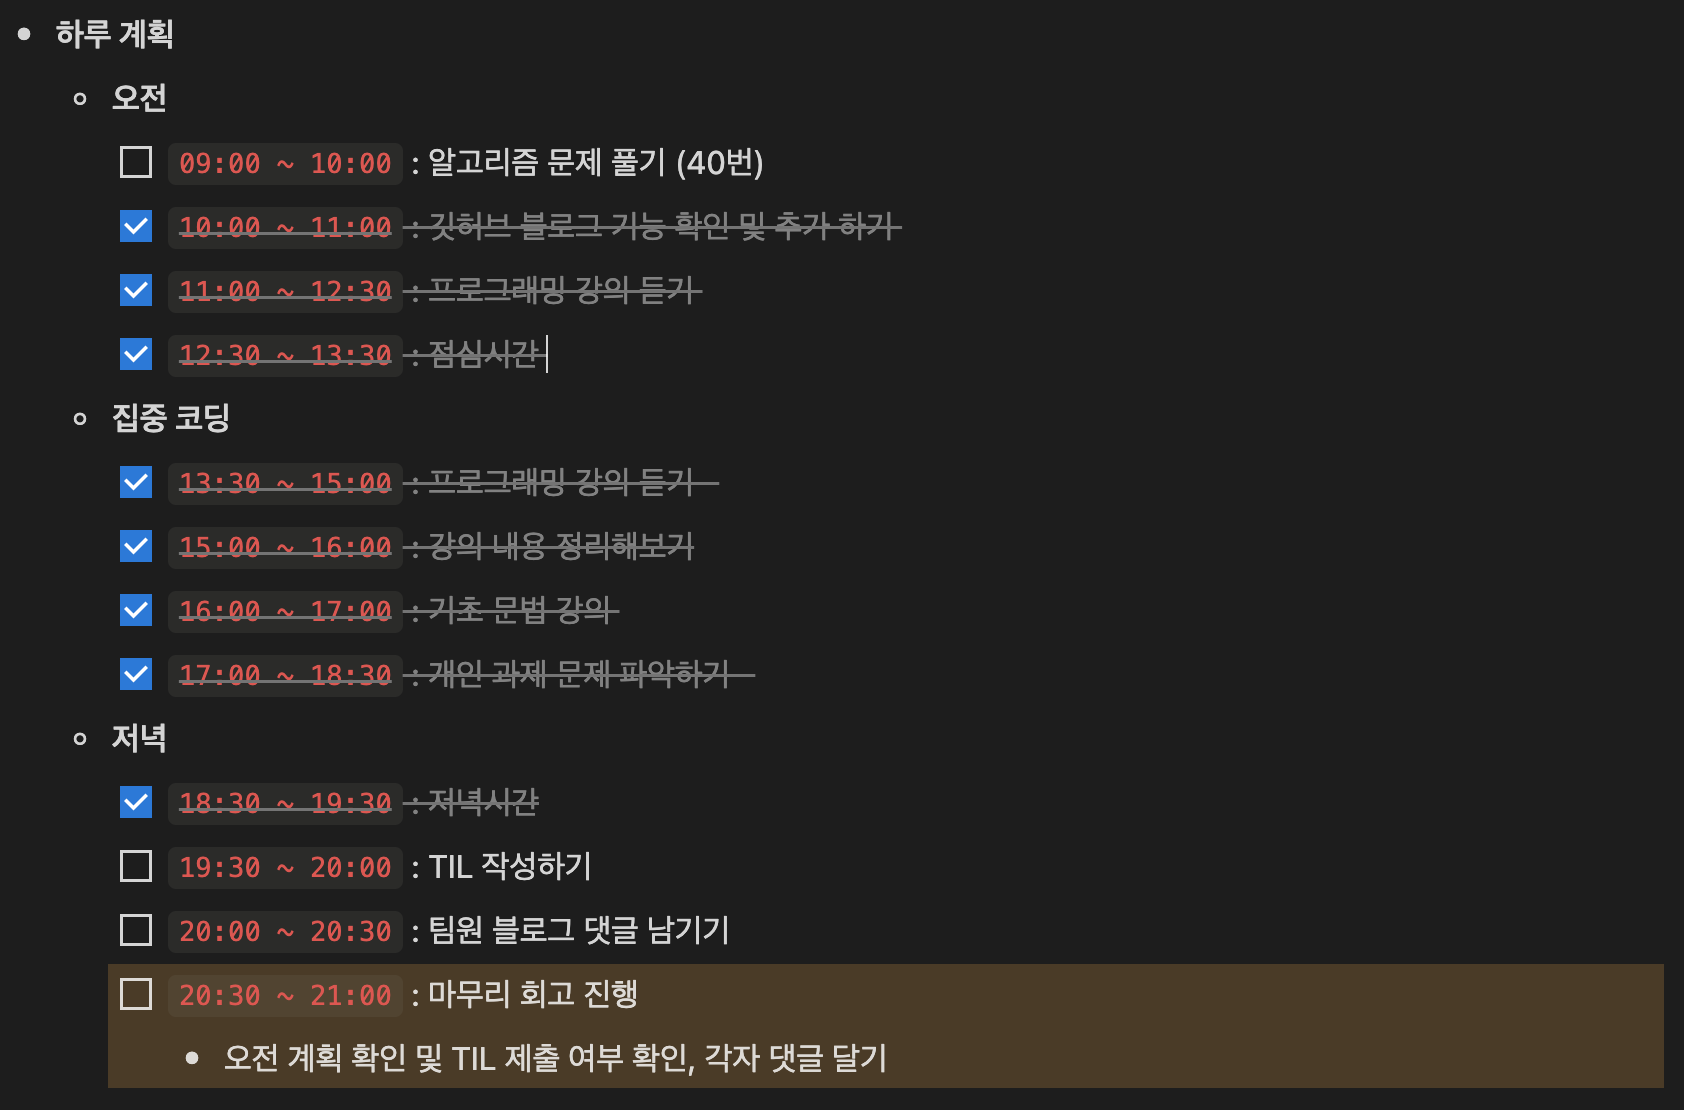 하루 계획
오전
09:00 ~ 10:00 : 알고리즘 문제 풀기 (40번)
10:00 ~ 11:00 : 깃허브 블로그 기능 확인 및 추가 하기
11:00 ~ 12:30 : 프로그래밍 강의 듣기
12:30 ~ 13:30 : 점심시간
집중 코딩
13:30 ~ 15:00 : 프로그래밍 강의 듣기
15:00 ~ 16:00 : 강의 내용 정리해보기
16:00 ~ 17:00 : 기초 문법 강의
17:00 ~ 18:30 : 개인 과제 문제 파악하기
저녁
18:30 ~ 19:30 : 저녁시간
19:30 ~ 20:00 : TIL 작성하기
20:00 ~ 20:30 : 팀원 블로그 댓글 남기기
20:30 ~ 21:00 : 마무리 회고 진행
오전 계획 확인 및 TIL 제출 여부 확인, 각자 댓글 달기